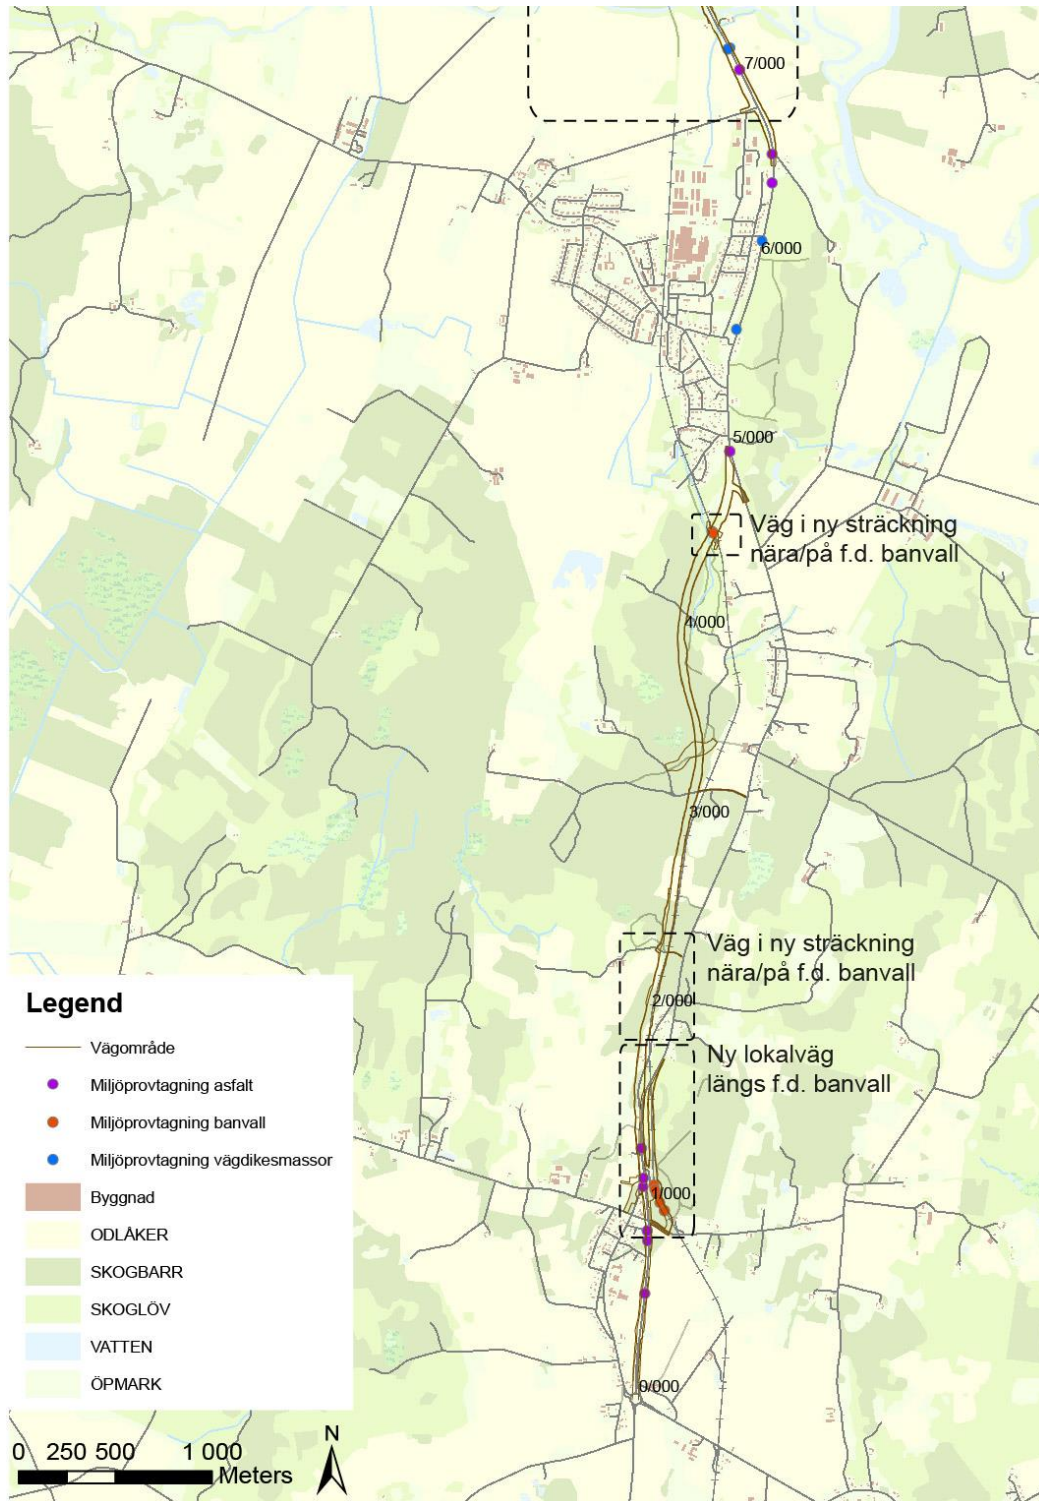 7/000
6/000
5/000
Väg i ny sträckning
nära/på f.d. banvall
4/000
3/000
Väg i ny sträckning
nära/på f.d. banvall
2/000
Ny lokalväg
längs f.d. banvall
1/000
0/000
Legend
Vägområde
Miljöprovtagning asfalt
Miljöprovtagning banvall
Miljöprovtagning vägdikesmassor
Byggnad
ODLÅKER
SKOGBARR
SKOGLÖV
VATTEN
ÖPMARK
0 250 500 1 000
Meters
N